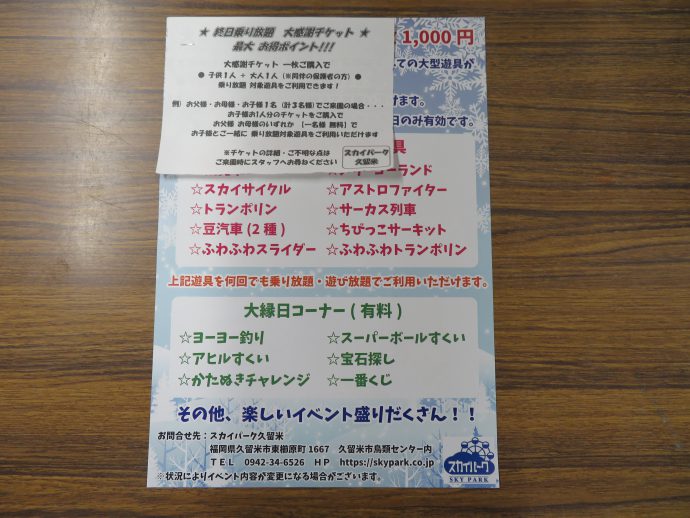 ★ 終日乗り放題　大感謝チケット ★
最大 お得ポイント!!!
大感謝チケット 一枚ご購入で
● 子供1人 + 大人1人（※同伴の保護者の方）●
乗り放題 対象遊具をご利用できます！
例）お父様・お母様・お子様1名（計3名様）でご来園の場合・・・
お子様お1人分のチケットをご購入で
お父様 お母様のいずれか （一名様 無料）で
お子様とご一緒に 乗り放題対象遊具をご利用いただけます
※チケットの詳細・ご不明な点は
ご来園時にスタッフへお尋ねください
スカイパーク
久留米
1,000 円
ての大型遊具が
けます。
日のみ有効です。
具
ーランド
☆スカイサイクル　☆アストロファイター
☆トランポリン　☆サーカス列車
☆豆汽車(2種)　☆ちびっこサーキット
☆ふわふわスライダー　☆ふわふわトランポリン
上記遊具を何回でも乗り放題・遊び放題でご利用いただけます。
大縁日コーナー(有料)
☆ヨーヨー釣り　☆スーパーボールすくい
☆アヒルすくい　☆宝石探し
☆かたぬきチャレンジ　☆一番くじ
その他、楽しいイベント盛りだくさん！！
お問合せ先：スカイパーク久留米
福岡県久留米市東櫛原町1667　久留米市鳥類センター内
ＴＥＬ　0942-34-6526　ＨＰ　https://skypark.co.jp
※状況によりイベント内容が変更になる場合がございます。
スカイパーク
SKY PARK